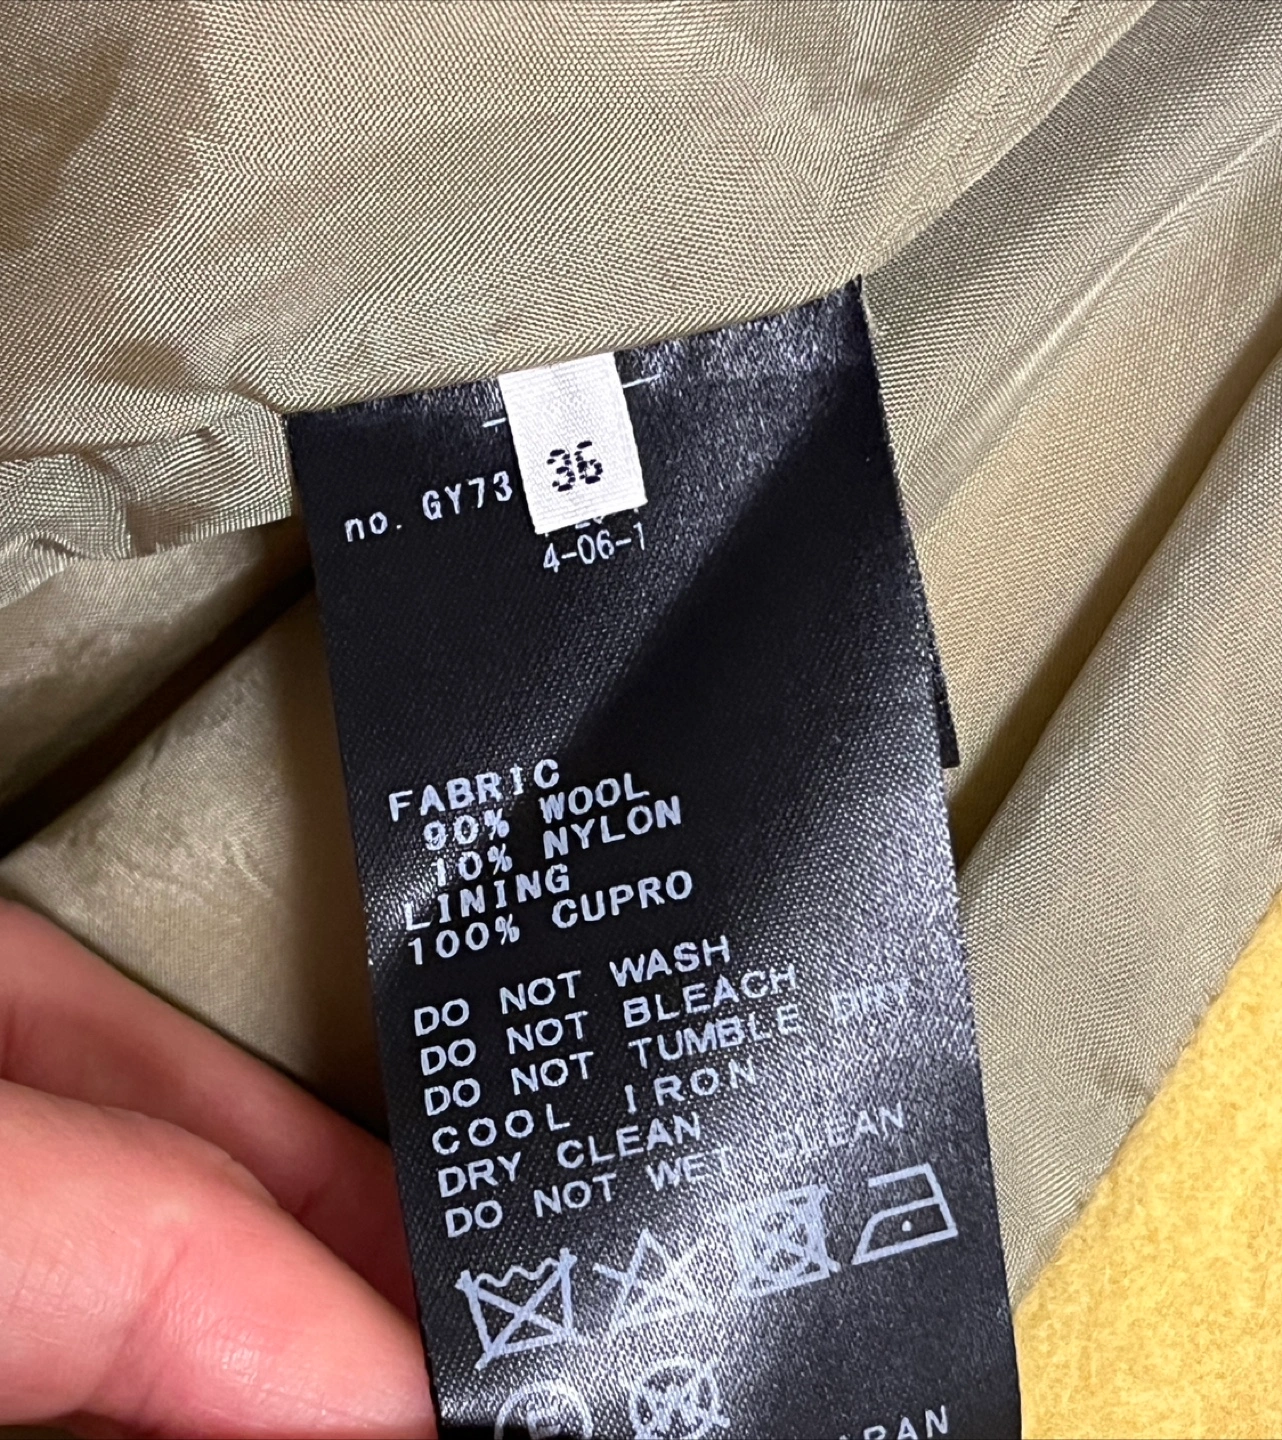 36
no. GY73
4-06-1
FABRIC
90% WOOL
10% NYLON
LINING
100% CUPRO
DO NOT WASH
DO NOT BLEACH
DO NOT TUMBLE DRY
COOL IRON
DRY CLEAN
DO NOT WET CLEAN